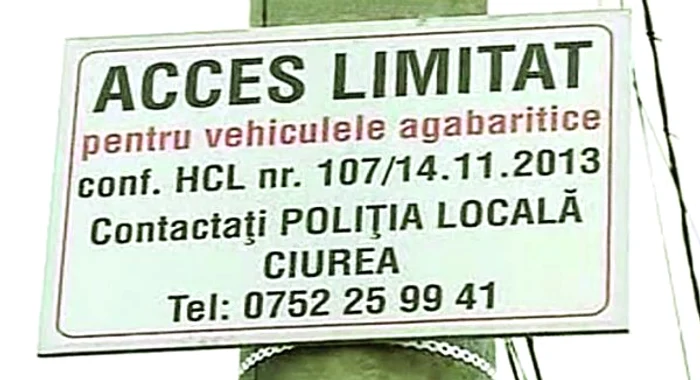 ACCES LIMITAT
pentru vehiculele agabaritice
conf. HCL nr. 107/14.11.2013
Contactaţi POLIŢIA LOCALĂ
CIUREA
Tel: 0752 25 99 41